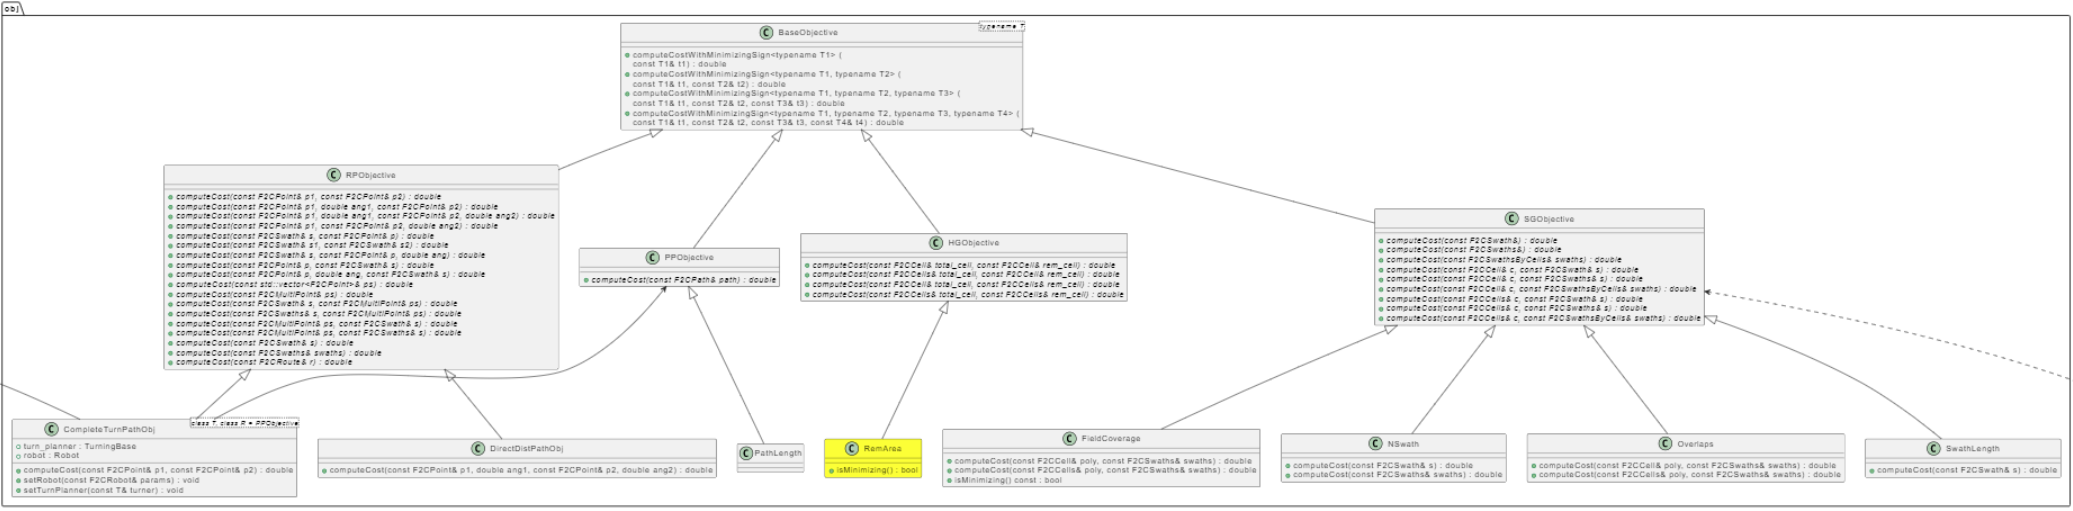 obj
typename T
C BaseObjective
computeCostWithMinimizingSign<typename T1> (
const T1& t1) : double
computeCostWithMinimizingSign<typename T1, typename T2> (
const T1& t1, const T2& t2) : double
computeCostWithMinimizingSign<typename T1, typename T2, typename T3> (
const T1& t1, const T2& t2, const T3& t3) : double
computeCostWithMinimizingSign<typename T1, typename T2, typename T3, typename T4> (
const T1& t1, const T2& t2, const T3& t3, const T4& t4) : double
C RPObjective
computeCost(const F2CPoint& p1, const F2CPoint& p2) : double
computeCost(const F2CPoint& p1, double ang1, const F2CPoint& p2) : double
computeCost(const F2CPoint& p1, double ang1, const F2CPoint& p2, double ang2) : double
computeCost(const F2CPoint& p1, const F2CPoint& p2, double ang2) : double
computeCost(const F2CSwath& s, const F2CPoint& p) : double
computeCost(const F2CSwath& s1, const F2CSwath& s2) : double
computeCost(const F2CSwath& s, const F2CPoint& p, double ang) : double
computeCost(const F2CPoint& p, const F2CSwath& s) : double
computeCost(const F2CPoint& p, double ang, const F2CSwath& s) : double
computeCost(const std::vector<F2CPoint>& ps) : double
computeCost(const F2CMultiPoint& ps) : double
computeCost(const F2CSwath& s, const F2CMultiPoint& ps) : double
computeCost(const F2CSwaths& s, const F2CMultiPoint& ps) : double
computeCost(const F2CMultiPoint& ps, const F2CSwath& s) : double
computeCost(const F2CMultiPoint& ps, const F2CSwaths& s) : double
computeCost(const F2CSwath& s) : double
computeCost(const F2CSwaths& swaths) : double
computeCost(const F2CRoute& r) : double
C PPObjective
computeCost(const F2CPath& path) : double
C HGObjective
computeCost(const F2CCell& total_cell, const F2CCell& rem_cell) : double
computeCost(const F2CCells& total_cell, const F2CCell& rem_cell) : double
computeCost(const F2CCell& total_cell, const F2CCells& rem_cell) : double
computeCost(const F2CCells& total_cell, const F2CCells& rem_cell) : double
C SGObjective
computeCost(const F2CSwath&) : double
computeCost(const F2CSwaths&) : double
computeCost(const F2CSwathsByCells& swaths) : double
computeCost(const F2CCell& c, const F2CSwath& s) : double
computeCost(const F2CCell& c, const F2CSwaths& s) : double
computeCost(const F2CCell& c, const F2CSwathsByCells& swaths) : double
computeCost(const F2CCells& c, const F2CSwath& s) : double
computeCost(const F2CCells& c, const F2CSwaths& s) : double
computeCost(const F2CCells& c, const F2CSwathsByCells& swaths) : double
class T, class R = PPObjective
C CompleteTurnPathObj
turn_planner : TurningBase
robot : Robot
computeCost(const F2CPoint& p1, const F2CPoint& p2) : double
setRobot(const F2CRobot& params) : void
setTurnPlanner(const T& turner) : void
C DirectDistPathObj
computeCost(const F2CPoint& p1, double ang1, const F2CPoint& p2, double ang2) : double
C PathLength
C RemArea
isMinimizing() : bool
C FieldCoverage
computeCost(const F2CCell& poly, const F2CSwaths& swaths) : double
computeCost(const F2CCells& poly, const F2CSwaths& swaths) : double
isMinimizing() const : bool
C NSwath
computeCost(const F2CSwath& s) : double
computeCost(const F2CSwaths& swaths) : double
C Overlaps
computeCost(const F2CCell& poly, const F2CSwaths& swaths) : double
computeCost(const F2CCells& poly, const F2CSwaths& swaths) : double
C SwathLength
computeCost(const F2CSwath& s) : double